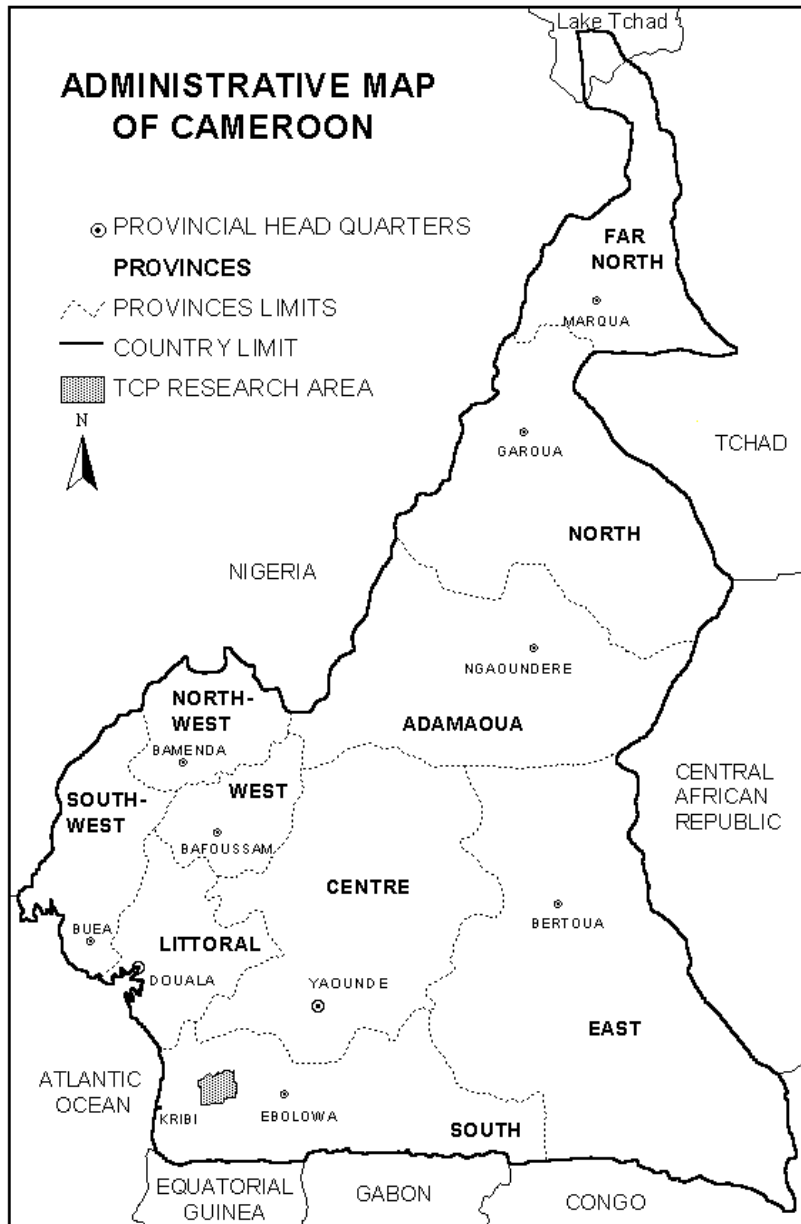 Lake Tchad
ADMINISTRATIVE MAP
OF CAMEROON
PROVINCIAL HEAD QUARTERS
PROVINCES
PROVINCES LIMITS
COUNTRY LIMIT
TCP RESEARCH AREA
N
FAR
NORTH
MARQUA
GAROUA
TCHAD
NORTH
NIGERIA
NGAOUNDERE
NORTH-
WEST
ADAMAOUA
BAMENDA
WEST
SOUTH-
WEST
CENTRAL
AFRICAN
REPUBLIC
BAFOUSSAM
CENTRE
BERTOUA
BUEA
LITTORAL
DOUALA
YAOUNDE
EAST
ATLANTIC
OCEAN
KRIBI
EBOLOWA
SOUTH
EQUATORIAL
GUINEA
GABON
CONGO